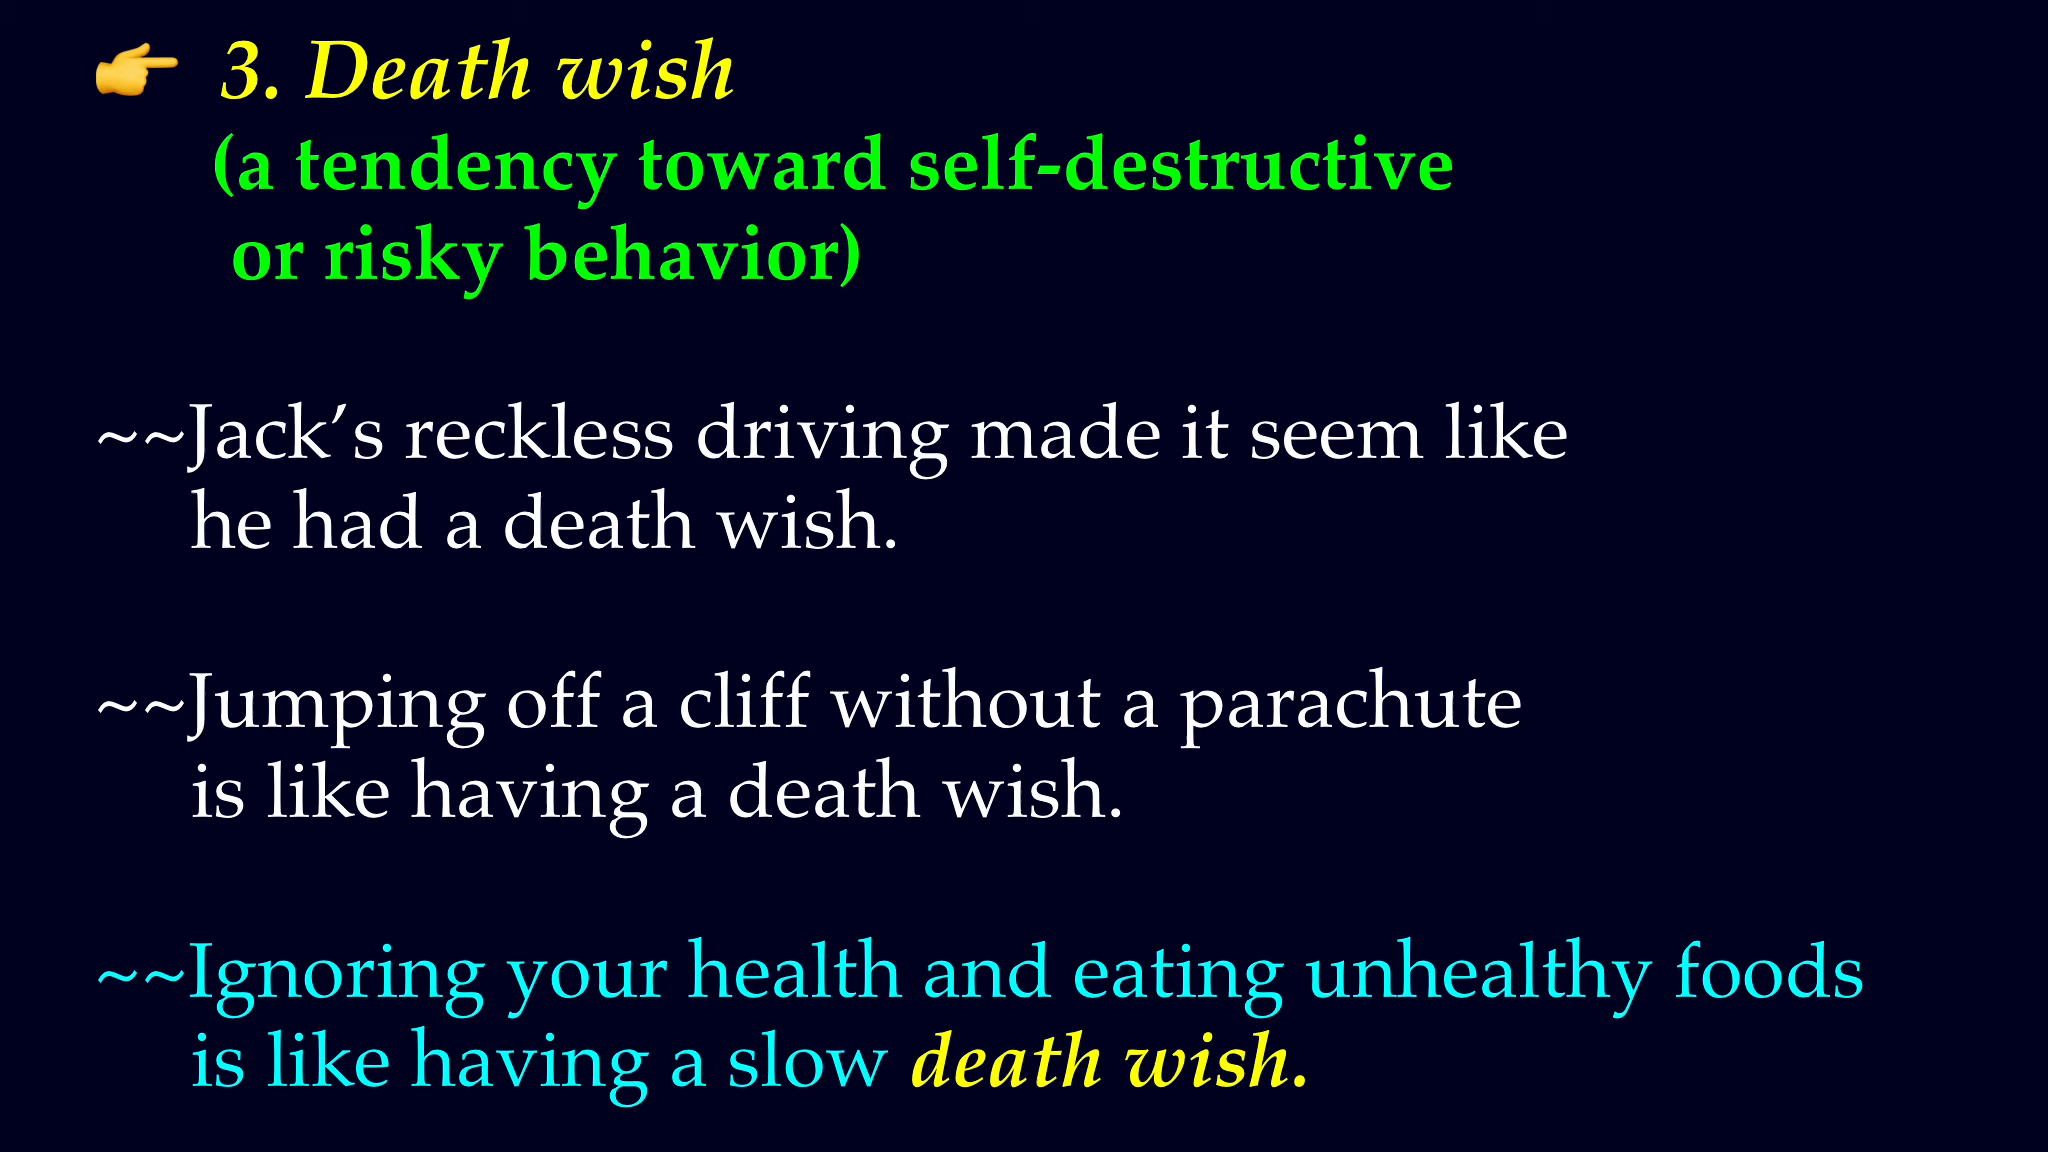 👉 3. Death wish
(a tendency toward self-destructive
or risky behavior)
~~Jack’s reckless driving made it seem like
he had a death wish.
~~Jumping off a cliff without a parachute
is like having a death wish.
~~Ignoring your health and eating unhealthy foods
is like having a slow death wish.